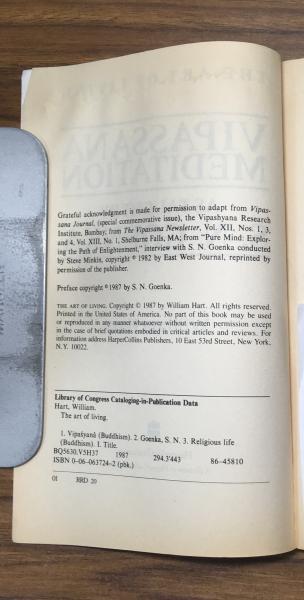 Grateful acknowledgment is made for permission to adapt from Vipas-
sana Journal, (special commemorative issue), the Vipashyana Research
Institute, Bombay; from The Vipassana Newsletter, Vol. XII, Nos. 1, 3,
and 4, Vol. XIII, No. 1, Shelburne Falls, MA; from "Pure Mind: Explor-
ing the Path of Enlightenment," interview with S. N. Goenka conducted
by Steve Minkin, copyright © 1982 by East West Journal, reprinted by
permission of the publisher.
Preface copyright © 1987 by S. N. Goenka.
THE ART OF LIVING. Copyright © 1987 by William Hart. All rights reserved.
Printed in the United States of America. No part of this book may be used
or reproduced in any manner whatsoever without written permission except
in the case of brief quotations embodied in critical articles and reviews. For
information address HarperCollins Publishers, 10 East 53rd Street, New York,
N.Y. 10022.
Library of Congress Cataloging-in-Publication Data
Hart, William.
The art of living.
1. Vipaśyanā (Buddhism). 2. Goenka, S. N. 3. Religious life
(Buddhism). I. Title.
BQ5630.V5H37 1987 294.3'443 86-45810
ISBN 0-06-063724-2 (pbk.)
01 RRD 20